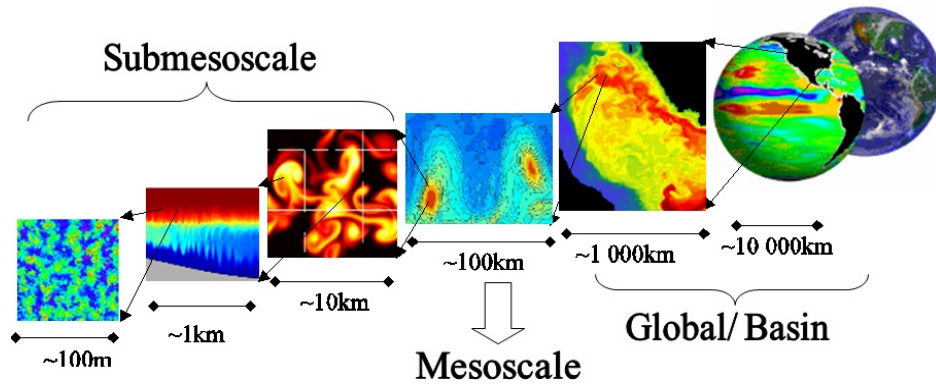 Submesoscale
~100m
~1km
~10km
~100km
~1 000km
~10 000km
Mesoscale
Global/ Basin